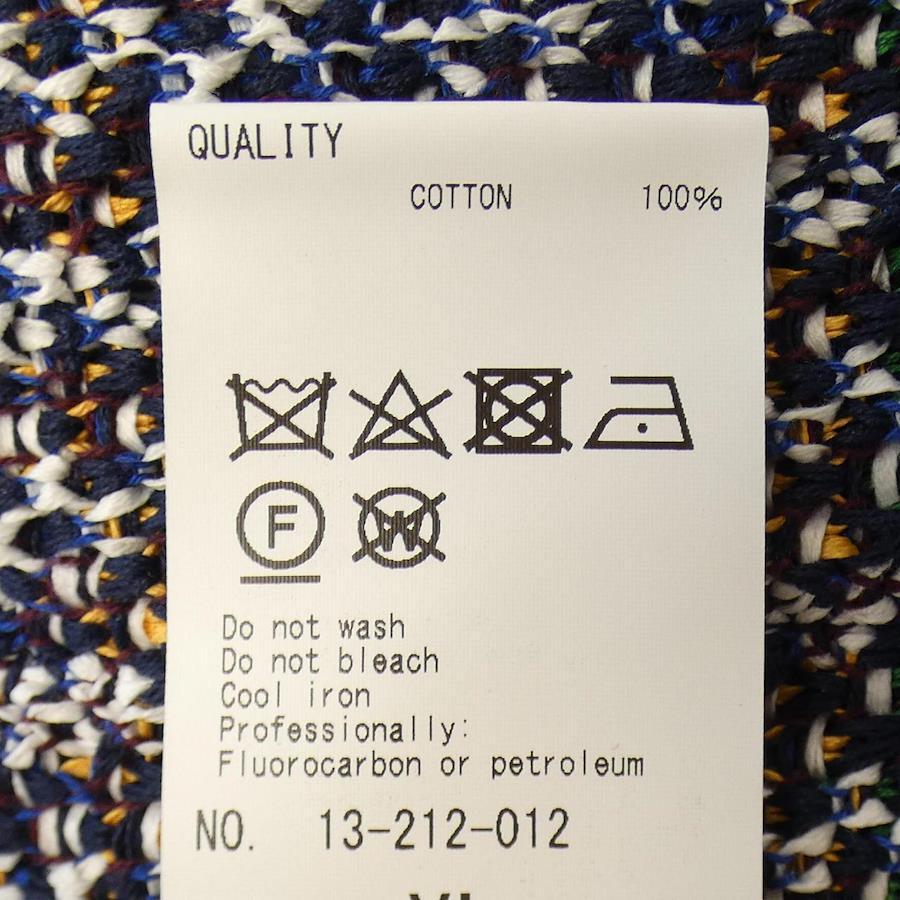 QUALITY
COTTON 100%
F
W
Do not wash
Do not bleach
Cool iron
Professionally:
Fluorocarbon or petroleum
NO. 13-212-012